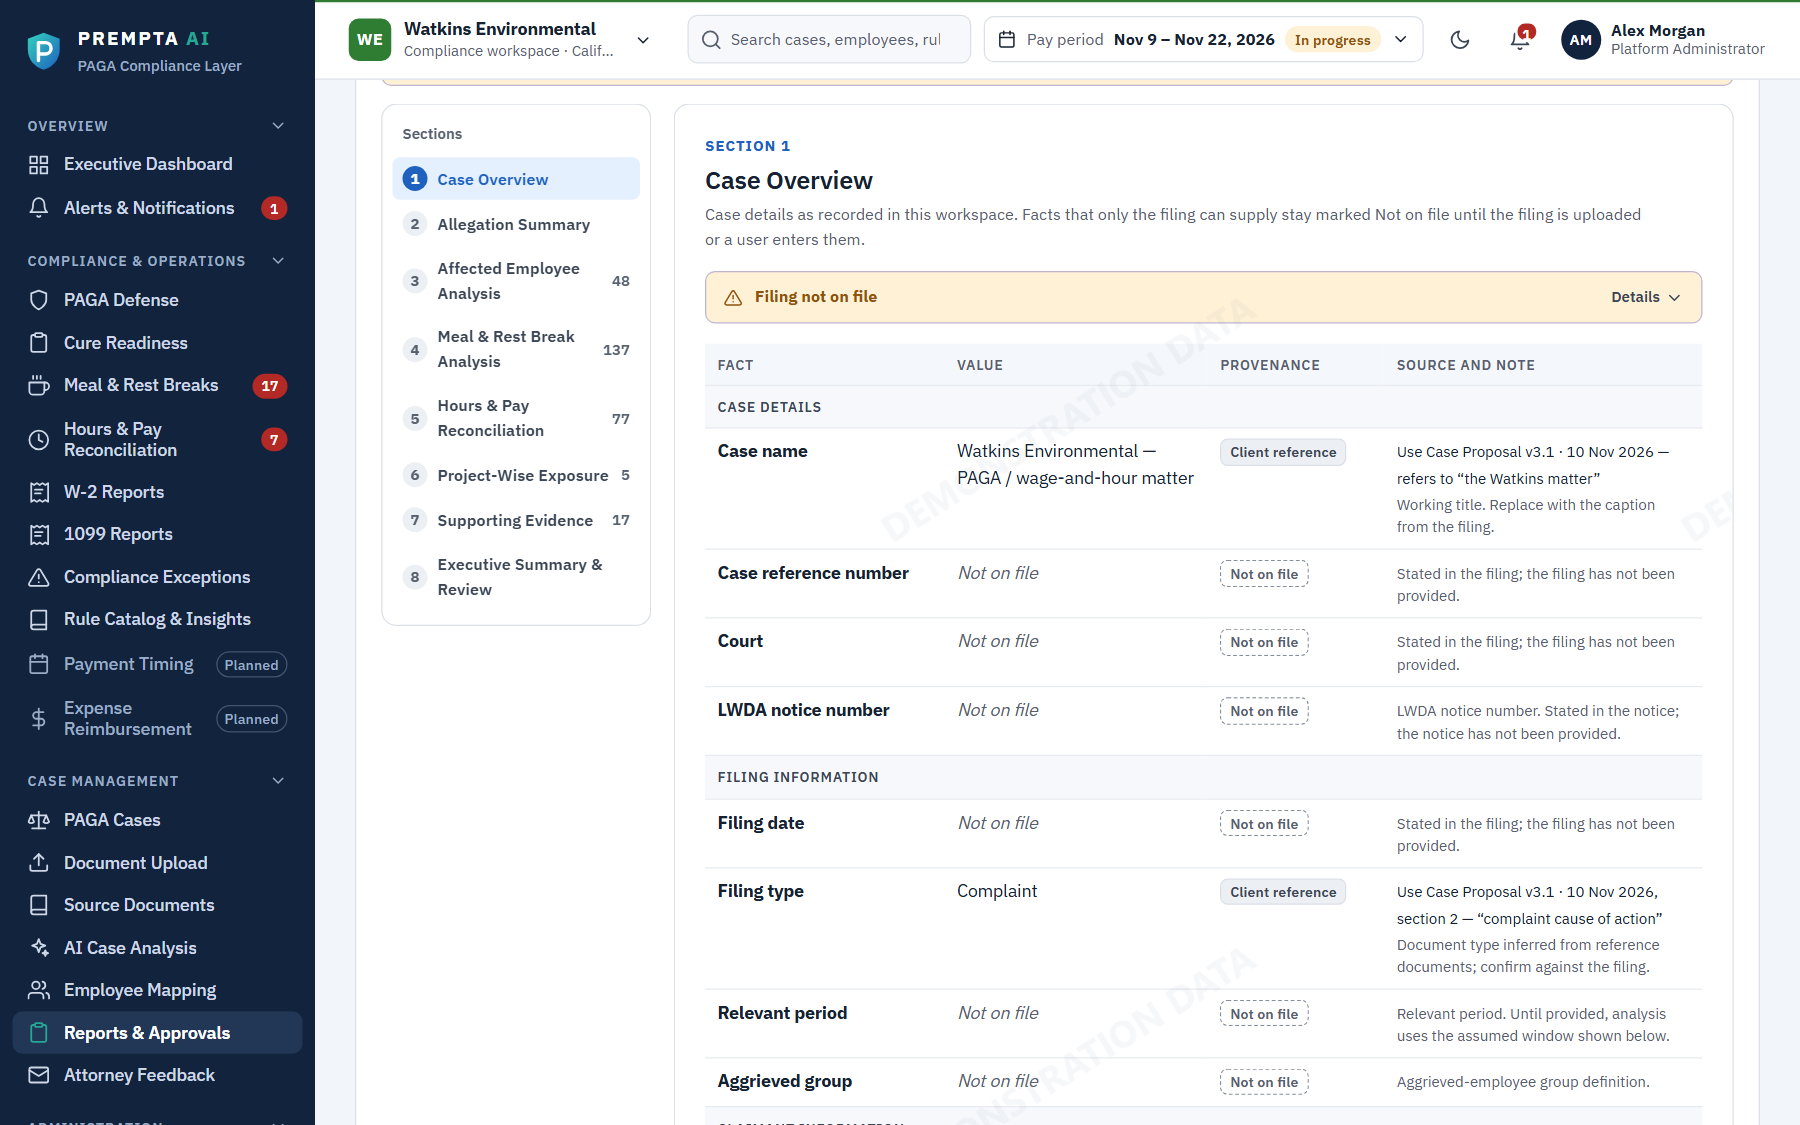 PREMPTA AI
PAGA Compliance Layer
OVERVIEW
Executive Dashboard
Alerts & Notifications 1
COMPLIANCE & OPERATIONS
PAGA Defense
Cure Readiness
Meal & Rest Breaks 17
Hours & Pay
Reconciliation 7
W-2 Reports
1099 Reports
Compliance Exceptions
Rule Catalog & Insights
Payment Timing Planned
Expense
Reimbursement Planned
CASE MANAGEMENT
PAGA Cases
Document Upload
Source Documents
AI Case Analysis
Employee Mapping
Reports & Approvals
Attorney Feedback
WE
Watkins Environmental
Compliance workspace · Calif...
Search cases, employees, rul
Pay period Nov 9 – Nov 22, 2026 In progress
1
AM
Alex Morgan
Platform Administrator
Sections
1 Case Overview
2 Allegation Summary
3 Affected Employee
Analysis 48
4 Meal & Rest Break
Analysis 137
5 Hours & Pay
Reconciliation 77
6 Project-Wise Exposure 5
7 Supporting Evidence 17
8 Executive Summary &
Review
SECTION 1
Case Overview
Case details as recorded in this workspace. Facts that only the filing can supply stay marked Not on file until the filing is uploaded
or a user enters them.
Filing not on file Details
FACT VALUE PROVENANCE SOURCE AND NOTE
CASE DETAILS
Case name Watkins Environmental — Client reference Use Case Proposal v3.1 · 10 Nov 2026 —
PAGA / wage-and-hour matter refers to “the Watkins matter”
Working title. Replace with the caption
from the filing.
Case reference number Not on file Not on file Stated in the filing; the filing has not been
provided.
Court Not on file Not on file Stated in the filing; the filing has not been
provided.
LWDA notice number Not on file Not on file LWDA notice number. Stated in the notice;
the notice has not been provided.
FILING INFORMATION
Filing date Not on file Not on file Stated in the filing; the filing has not been
provided.
Filing type Complaint Client reference Use Case Proposal v3.1 · 10 Nov 2026,
section 2 — “complaint cause of action”
Document type inferred from reference
documents; confirm against the filing.
Relevant period Not on file Not on file Relevant period. Until provided, analysis
uses the assumed window shown below.
Aggrieved group Not on file Not on file Aggrieved-employee group definition.
DEMONSTRATION DATA